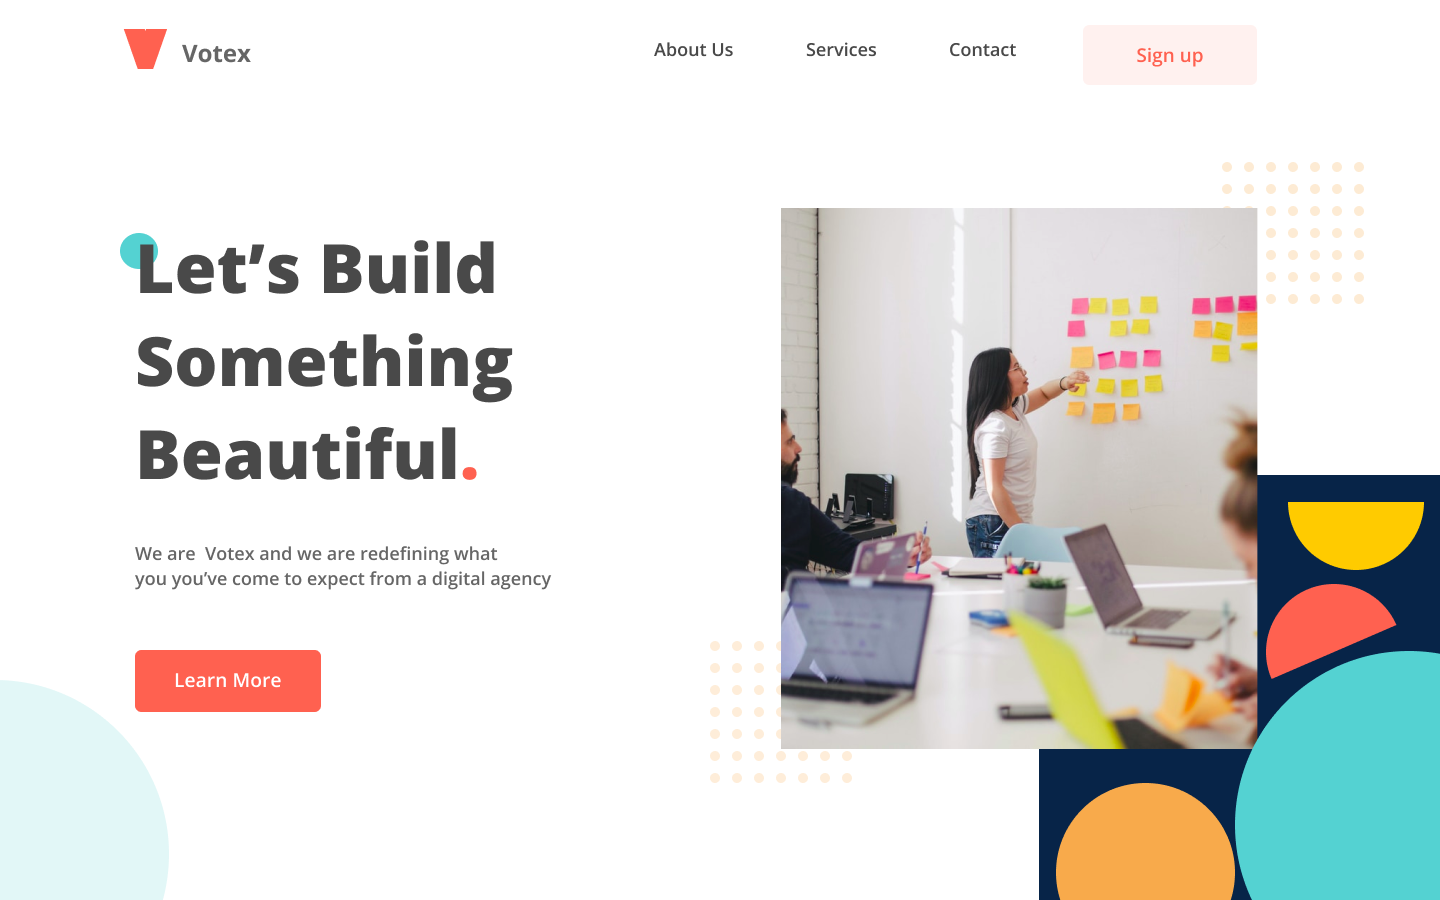 Votex
About Us
Services
Contact
Sign up
Let’s Build
Something
Beautiful.
We are  Votex and we are redefining what
you you’ve come to expect from a digital agency
Learn More